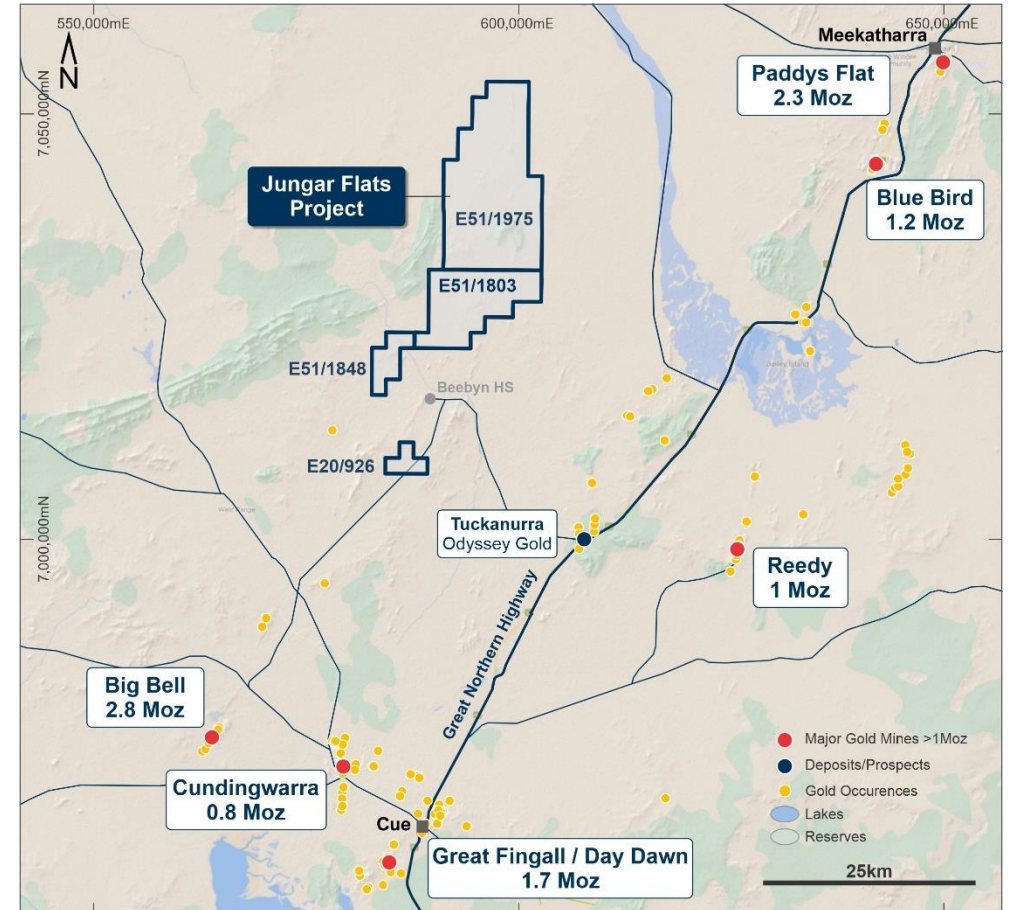 550,000mE
600,000mE
650,000mE
N
7,050,000mN
7,000,000mN
Meekatharra
Paddys Flat
2.3 Moz
Blue Bird
1.2 Moz
Jungar Flats
Project
E51/1975
E51/1803
E51/1848
Beebyn HS
E20/926
Tuckanurra
Odyssey Gold
Reedy
1 Moz
Great Northern Highway
Big Bell
2.8 Moz
Cundingwarra
0.8 Moz
Cue
Great Fingall / Day Dawn
1.7 Moz
Major Gold Mines >1Moz
Deposits/Prospects
Gold Occurences
Lakes
Reserves
25km